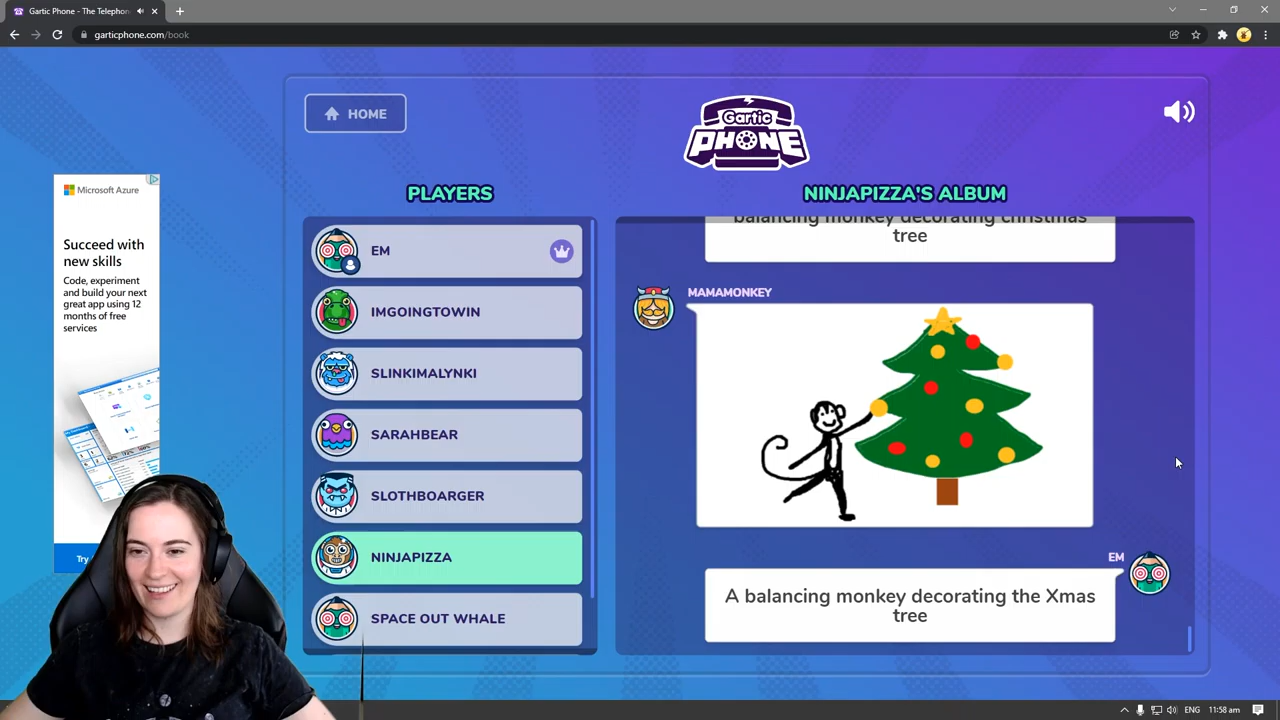 Gartic Phone - The Telephon
garticphone.com/book
HOME
Gartic
PHONE
PLAYERS
NINJAPIZZA'S ALBUM
Microsoft Azure
Succeed with
new skills
Code, experiment
and build your next
great app using 12
months of free
services
Try
EM
IMGOINGTOWIN
SLINKIMALYNKI
SARAHBEAR
SLOTHBOARGER
NINJAPIZZA
SPACE OUT WHALE
balancing monkey decorating christmas
tree
MAMAMONKEY
EM
A balancing monkey decorating the Xmas
tree
ENG
11:58 am